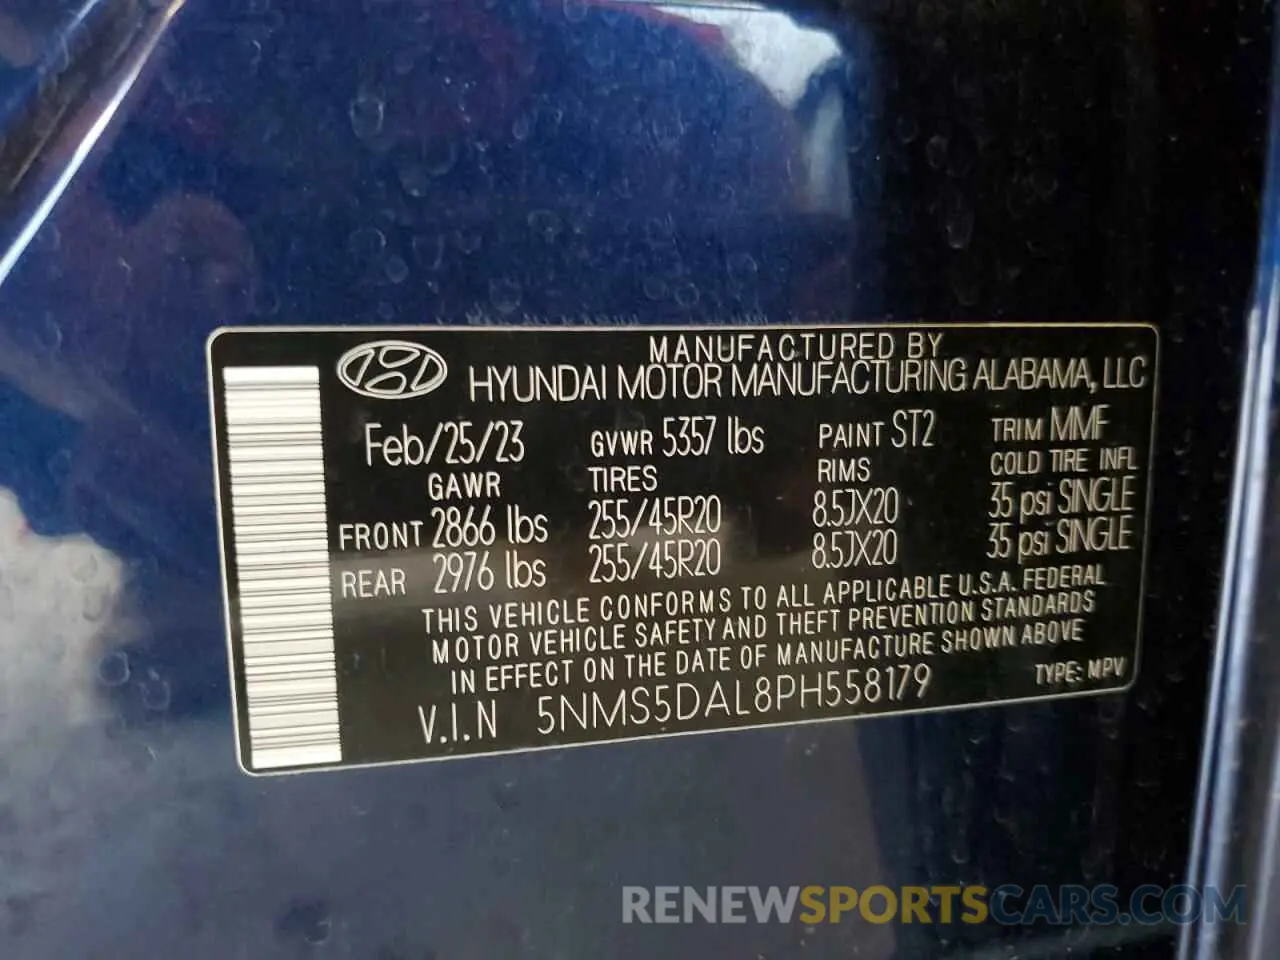 MANUFACTURED BY
HYUNDAI MOTOR MANUFACTURING ALABAMA, LLC
Feb/25/23 GVWR 5357 lbs PAINT ST2 TRIM MMF
GAWR TIRES RIMS COLD TIRE INFL
FRONT 2866 lbs 255/45R20 8.5JX20 35 psi SINGLE
REAR 2976 lbs 255/45R20 8.5JX20 35 psi SINGLE
THIS VEHICLE CONFORMS TO ALL APPLICABLE U.S.A. FEDERAL
MOTOR VEHICLE SAFETY AND THEFT PREVENTION STANDARDS
IN EFFECT ON THE DATE OF MANUFACTURE SHOWN ABOVE
V.I.N 5NMS5DAL8PH558179 TYPE: MPV
RENEWSPORTSCARS.COM